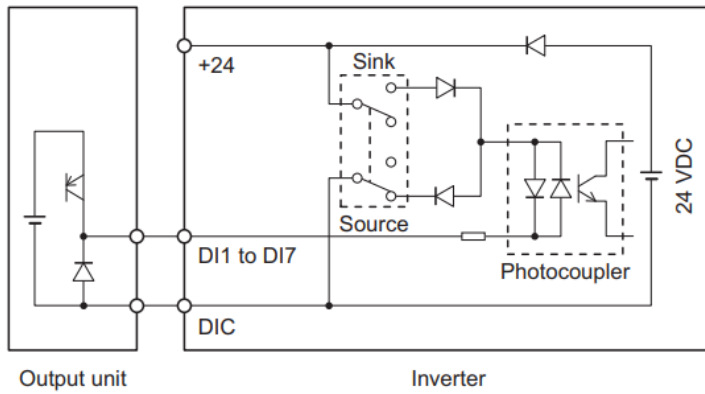 +24
Sink
Source
DI1 to DI7
Photocoupler
24 VDC
DIC
Output unit
Inverter